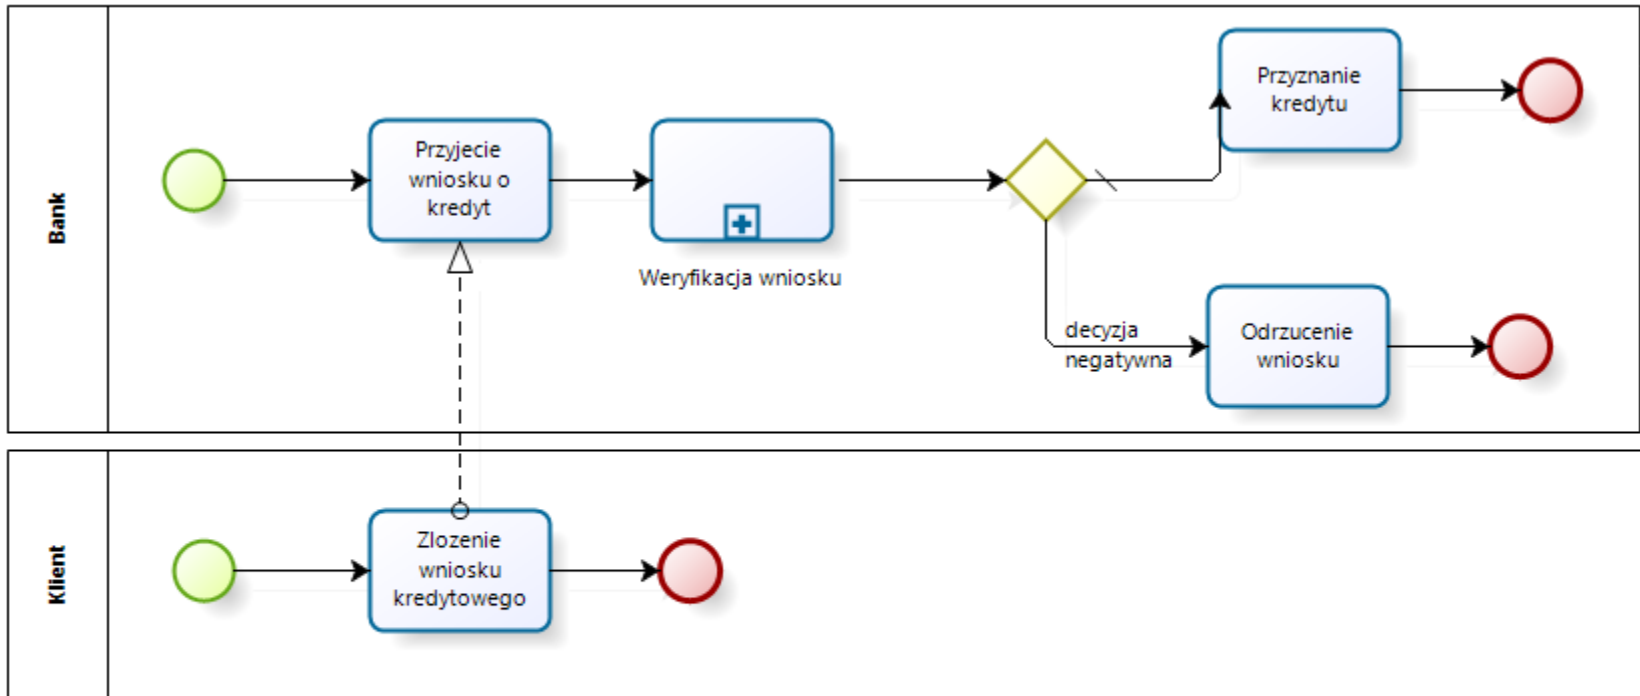 Bank
Przyjecie
wniosku o
kredyt
Weryfikacja wniosku
Przyznanie
kredytu
decyzja
negatywna
Odrzucenie
wniosku
Klient
Zlozenie
wniosku
kredytowego